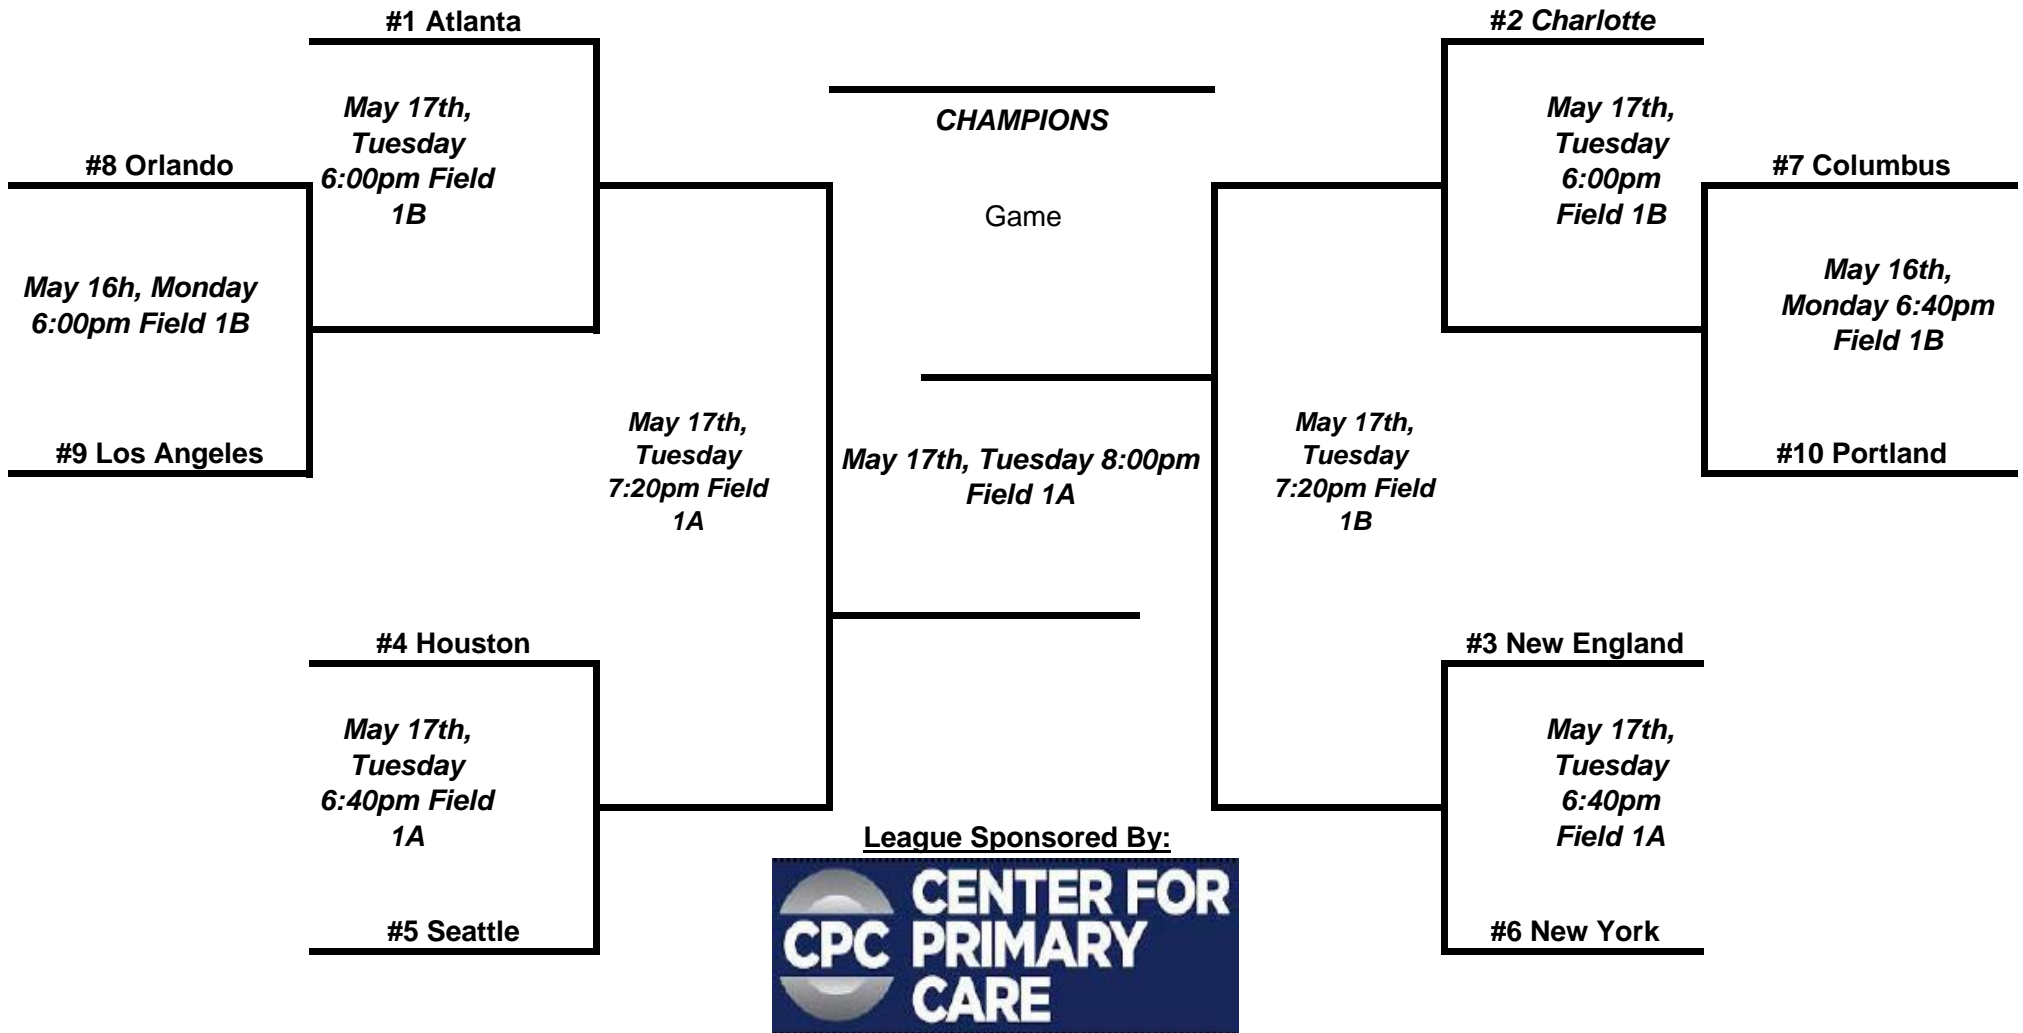 #1 Atlanta
#2 Charlotte
May 17th,
Tuesday
6:00pm Field
1B
CHAMPIONS
May 17th,
Tuesday
6:00pm
Field 1B
#8 Orlando
#7 Columbus
Game
May 16h, Monday
6:00pm Field 1B
May 16th,
Monday 6:40pm
Field 1B
#9 Los Angeles
May 17th,
Tuesday
7:20pm Field
1A
May 17th, Tuesday 8:00pm
Field 1A
May 17th,
Tuesday
7:20pm Field
1B
#10 Portland
#4 Houston
#3 New England
May 17th,
Tuesday
6:40pm Field
1A
May 17th,
Tuesday
6:40pm
Field 1A
#5 Seattle
#6 New York
League Sponsored By:
CPC
CENTER FOR
PRIMARY
CARE